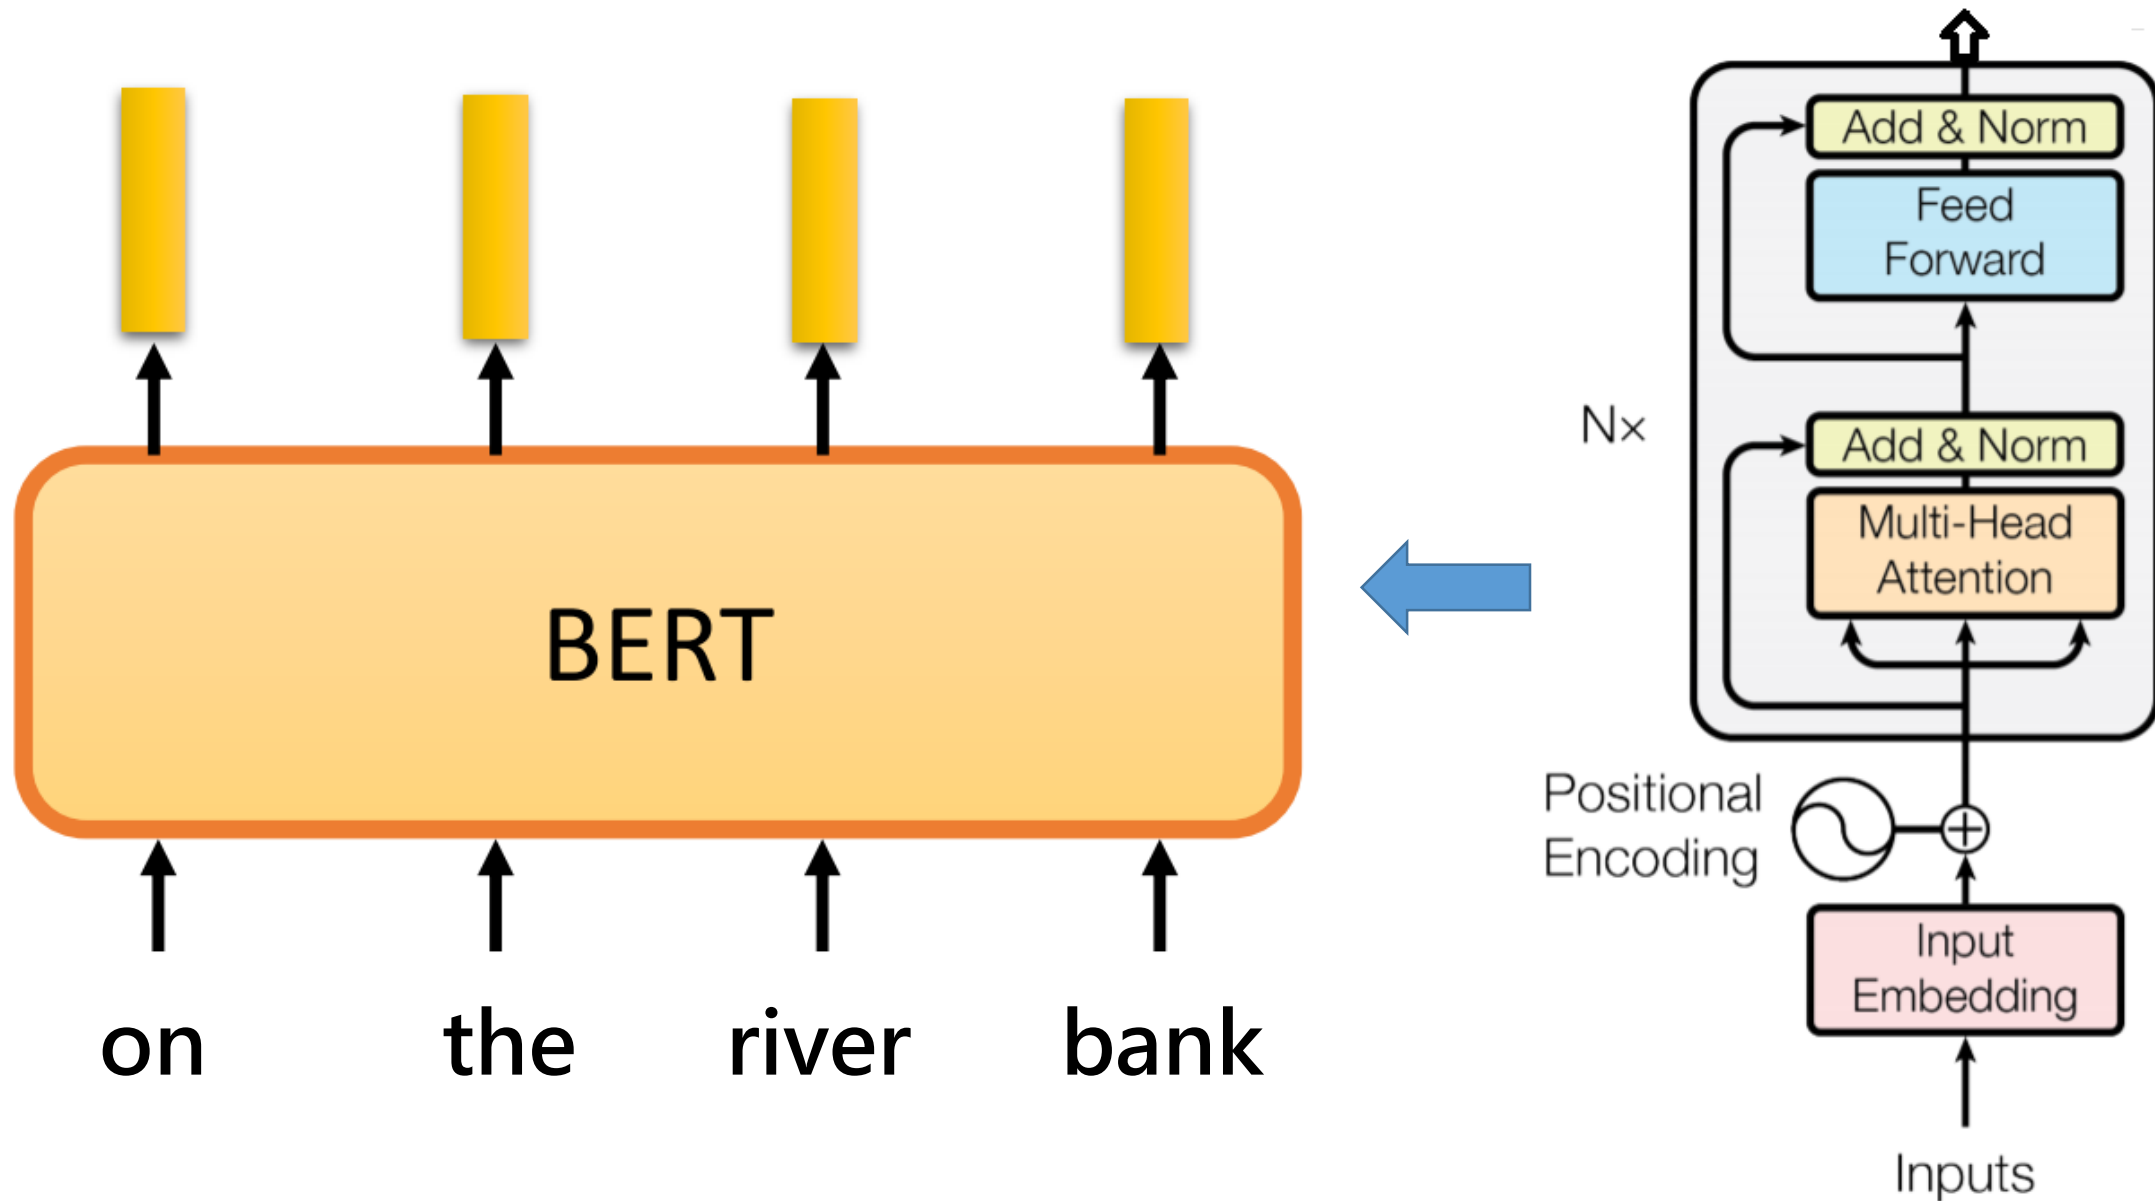 BERT
on the river bank
Add & Norm
Feed
Forward
Nx
Add & Norm
Multi-Head
Attention
Positional
Encoding
Input
Embedding
Inputs